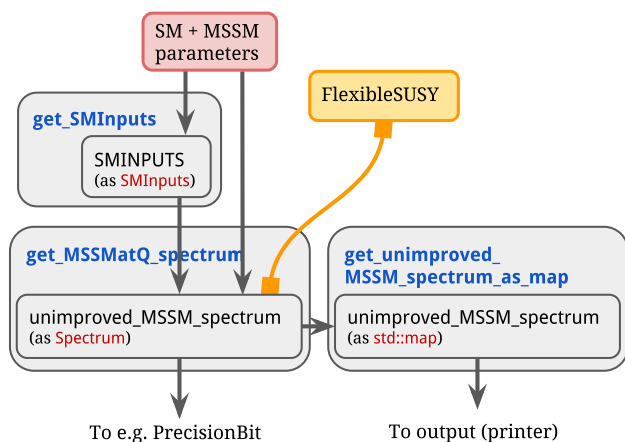 SM + MSSM
parameters
FlexibleSUSY
get_SMInputs
SMINPUTS
(as SMInputs)
get_MSSMatQ_spectrum
unimproved_MSSM_spectrum
(as Spectrum)
get_unimproved_
MSSM_spectrum_as_map
unimproved_MSSM_spectrum
(as std::map)
To e.g. PrecisionBit
To output (printer)